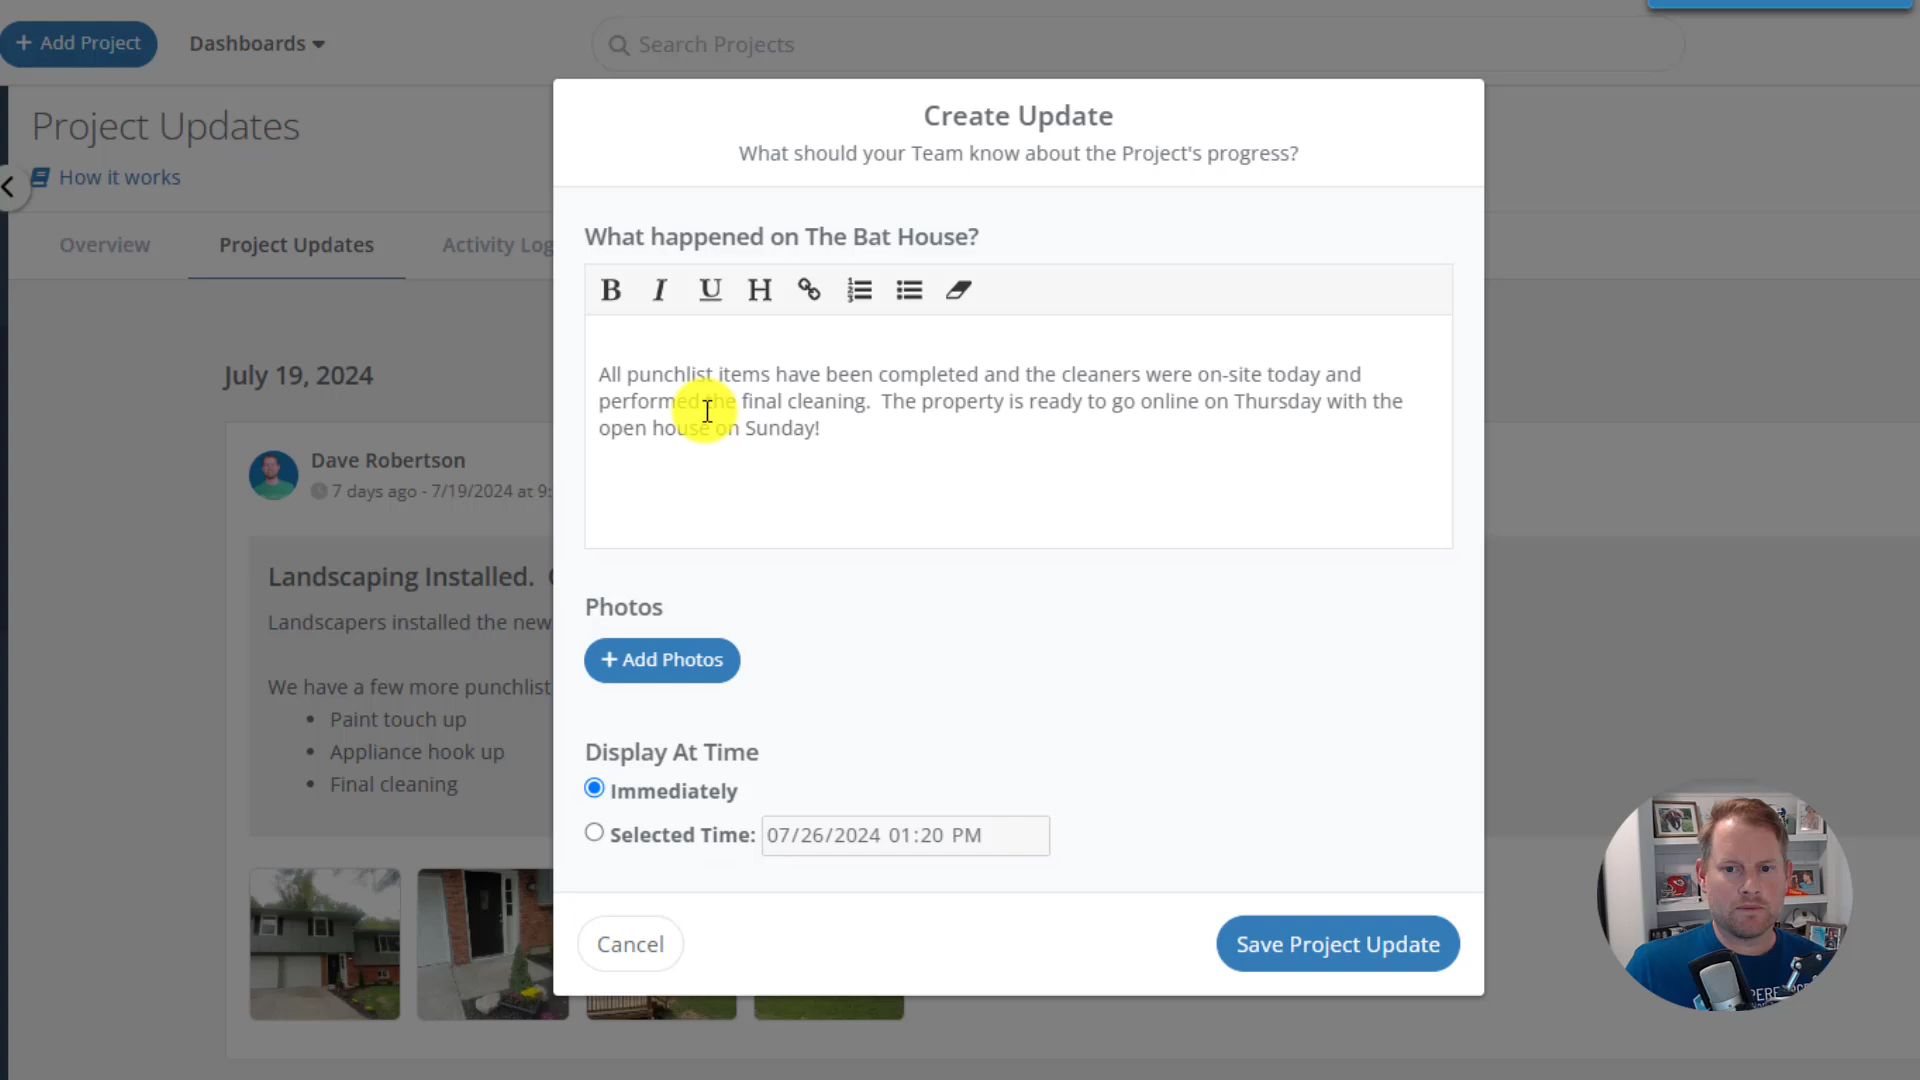 + Add Project
Dashboards
Search Projects
Project Updates
How it works
Overview
Project Updates
Activity Log
July 19, 2024
Dave Robertson
7 days ago - 7/19/2024 at 9:
Landscaping Installed.
Landscapers installed the new
We have a few more punchlist
• Paint touch up
• Appliance hook up
• Final cleaning
Create Update
What should your Team know about the Project's progress?
What happened on The Bat House?
B I U H
All punchlist items have been completed and the cleaners were on-site today and
performed the final cleaning.  The property is ready to go online on Thursday with the
open house on Sunday!
Photos
+ Add Photos
Display At Time
Immediately
Selected Time: 07/26/2024 01:20 PM
Cancel
Save Project Update